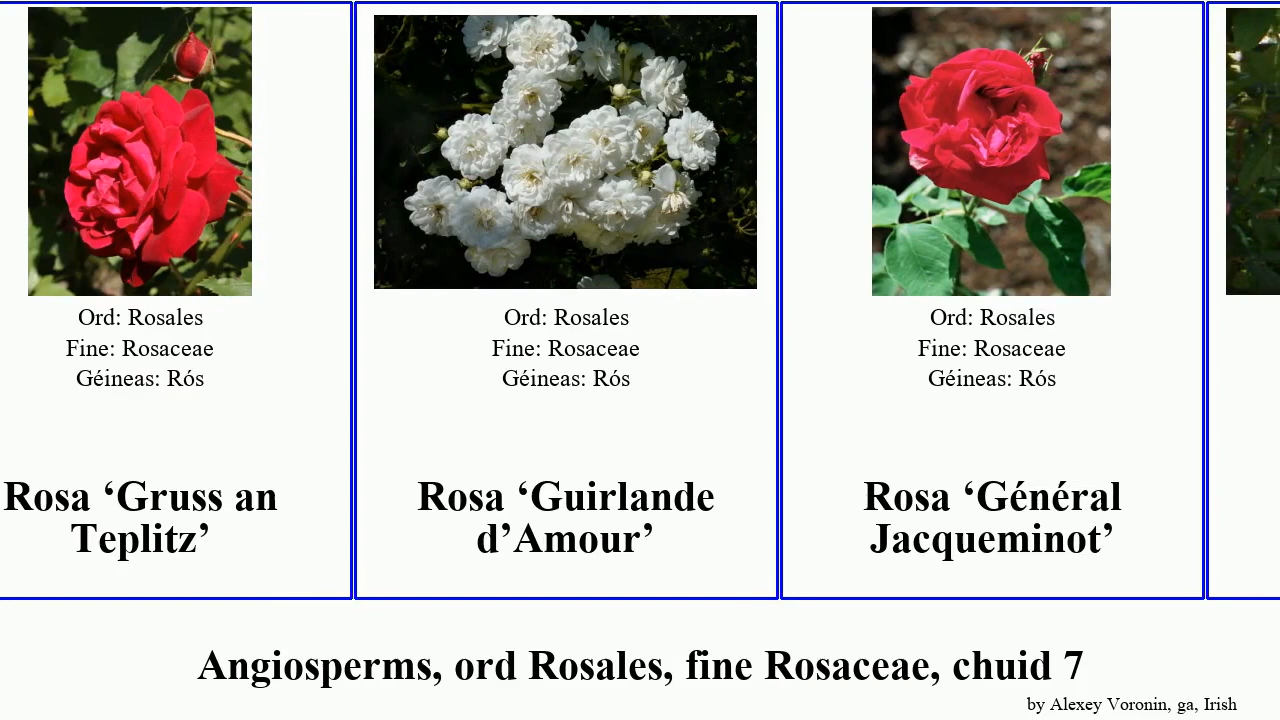 Ord: Rosales
Fine: Rosaceae
Géineas: Rós
Rosa ‘Gruss an
Teplitz’
Ord: Rosales
Fine: Rosaceae
Géineas: Rós
Rosa ‘Guirlande
d’Amour’
Ord: Rosales
Fine: Rosaceae
Géineas: Rós
Rosa ‘Général
Jacqueminot’
Angiosperms, ord Rosales, fine Rosaceae, chuid 7
by Alexey Voronin, ga, Irish